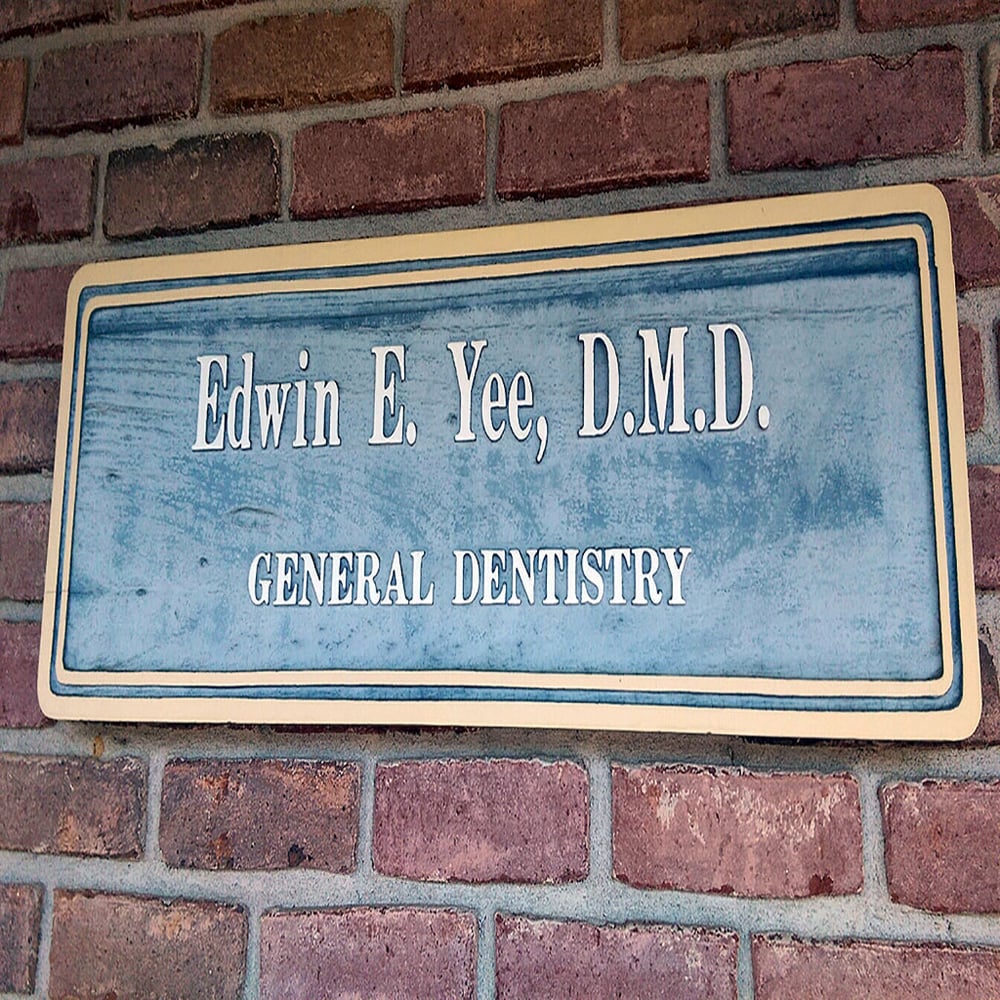 Edwin E. Yee, D.M.D.
GENERAL DENTISTRY